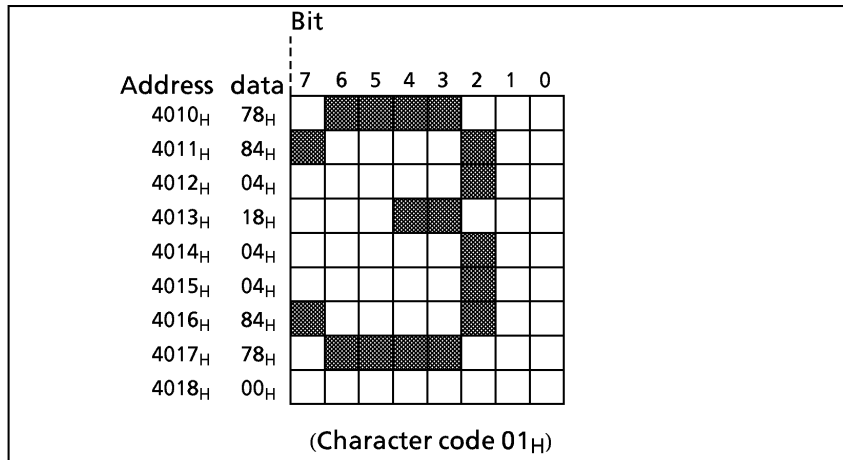 Bit
Address data 7 6 5 4 3 2 1 0
4010H 78H
4011H 84H
4012H 04H
4013H 18H
4014H 04H
4015H 04H
4016H 84H
4017H 78H
4018H 00H
(Character code 01H)